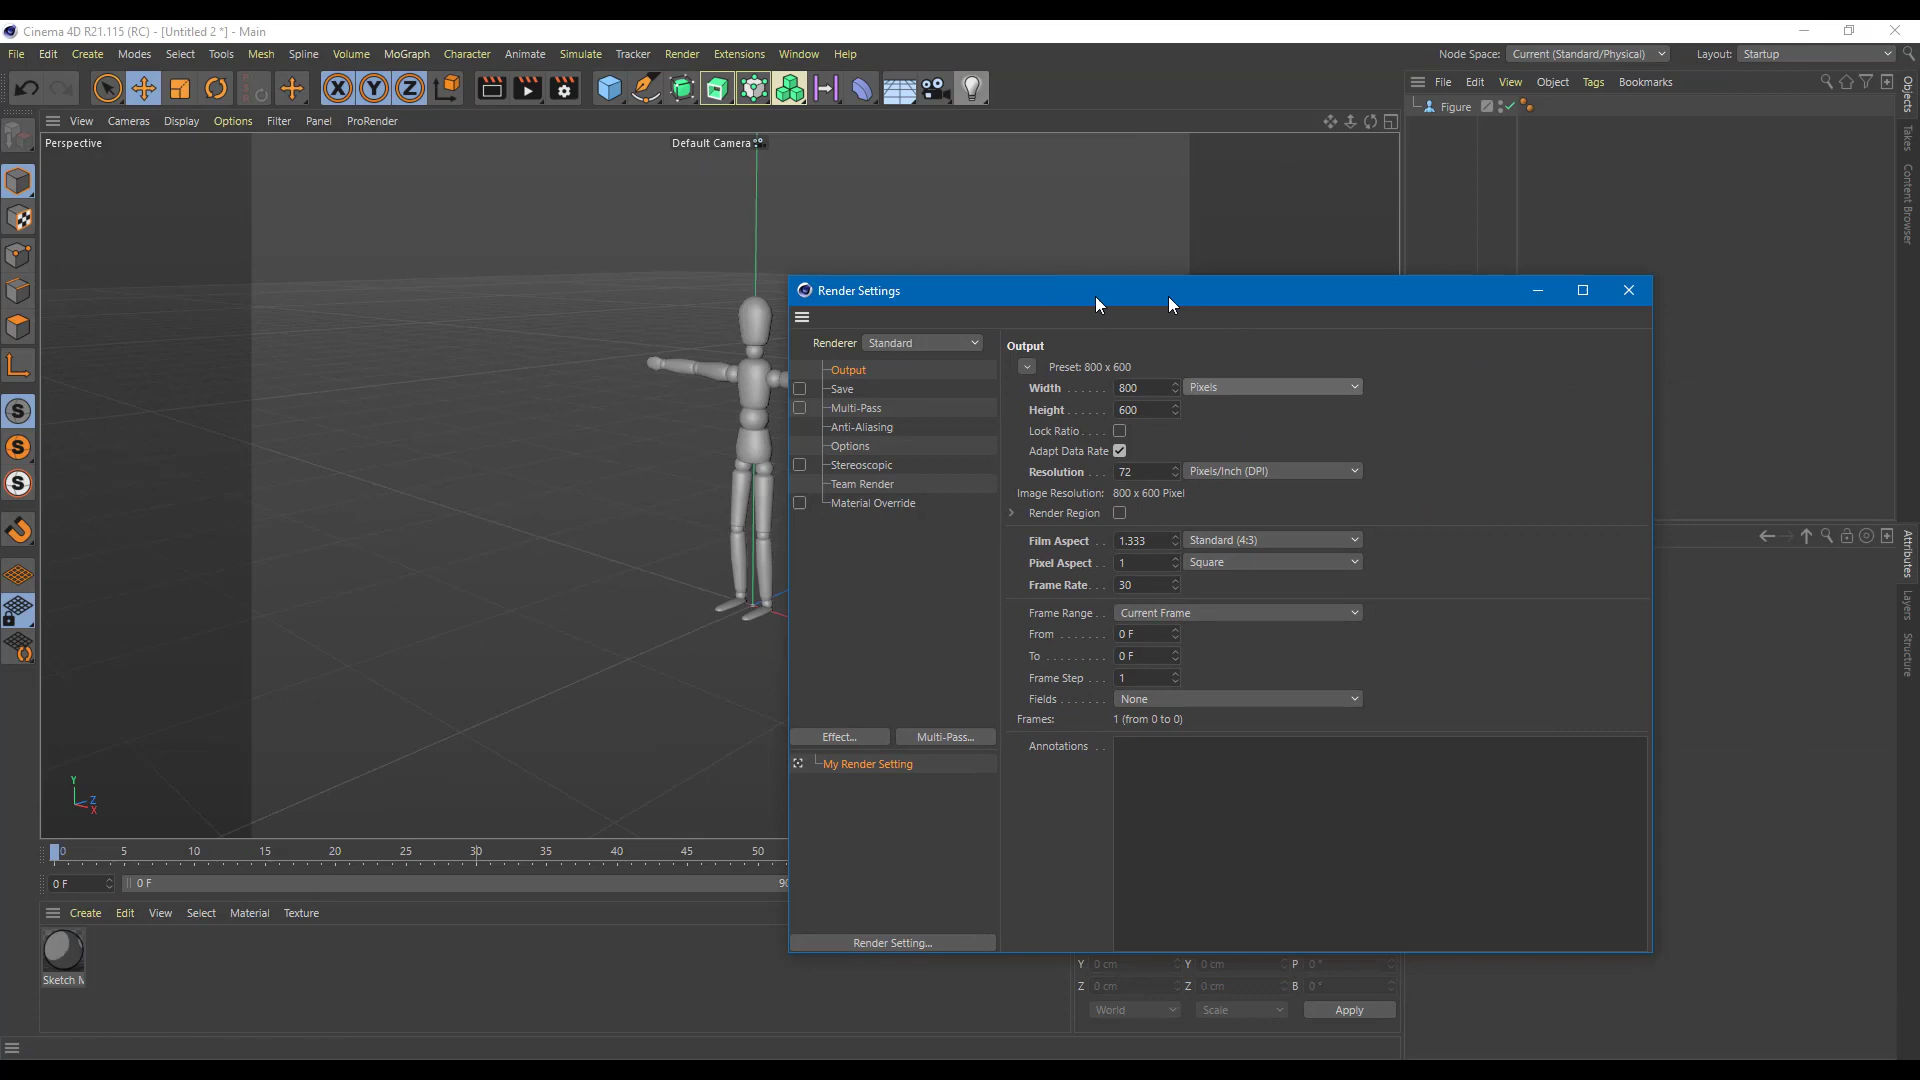 Cinema 4D R21.115 (RC) - [Untitled 2 *] - Main
File Edit Create Modes Select Tools Mesh Spline Volume MoGraph Character Animate Simulate Tracker Render Extensions Window Help
Node Space: Current (Standard/Physical) Layout: Startup
File Edit View Object Tags Bookmarks
View Cameras Display Options Filter Panel ProRender
Figure
Perspective
Default Camera
Objects
Takes
Content Browser
Render Settings
Renderer Standard
Output
Save
Multi-Pass
Anti-Aliasing
Options
Stereoscopic
Team Render
Material Override
Effect...
Multi-Pass...
My Render Setting
Render Setting...
Output
Preset: 800 x 600
Width . . . . . . 800 Pixels
Height . . . . . . 600
Lock Ratio . . . .
Adapt Data Rate
Resolution . . . 72 Pixels/Inch (DPI)
Image Resolution: 800 x 600 Pixel
Render Region
Film Aspect . . 1.333 Standard (4:3)
Pixel Aspect . . 1 Square
Frame Rate. . . 30
Frame Range . . Current Frame
From . . . . . . . 0 F
To . . . . . . . . . 0 F
Frame Step . . . 1
Fields . . . . . . . None
Frames: 1 (from 0 to 0)
Annotations . .
Attributes
Layers
Structure
Y
Z
X
0 5 10 15 20 25 30 35 40 45 50
0 F
0 F
90
Create Edit View Select Material Texture
Sketch M
Y 0 cm Y 0 cm P 0 °
Z 0 cm Z 0 cm B 0 °
World Scale Apply